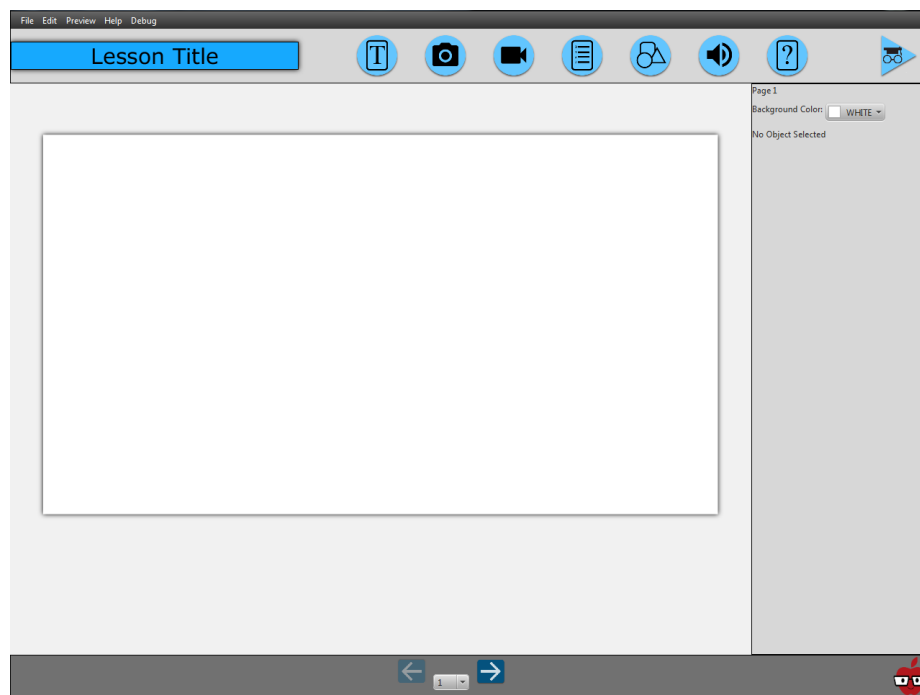 File Edit Preview Help Debug
Lesson Title
T
?
Page 1
Background Color: WHITE
No Object Selected
1